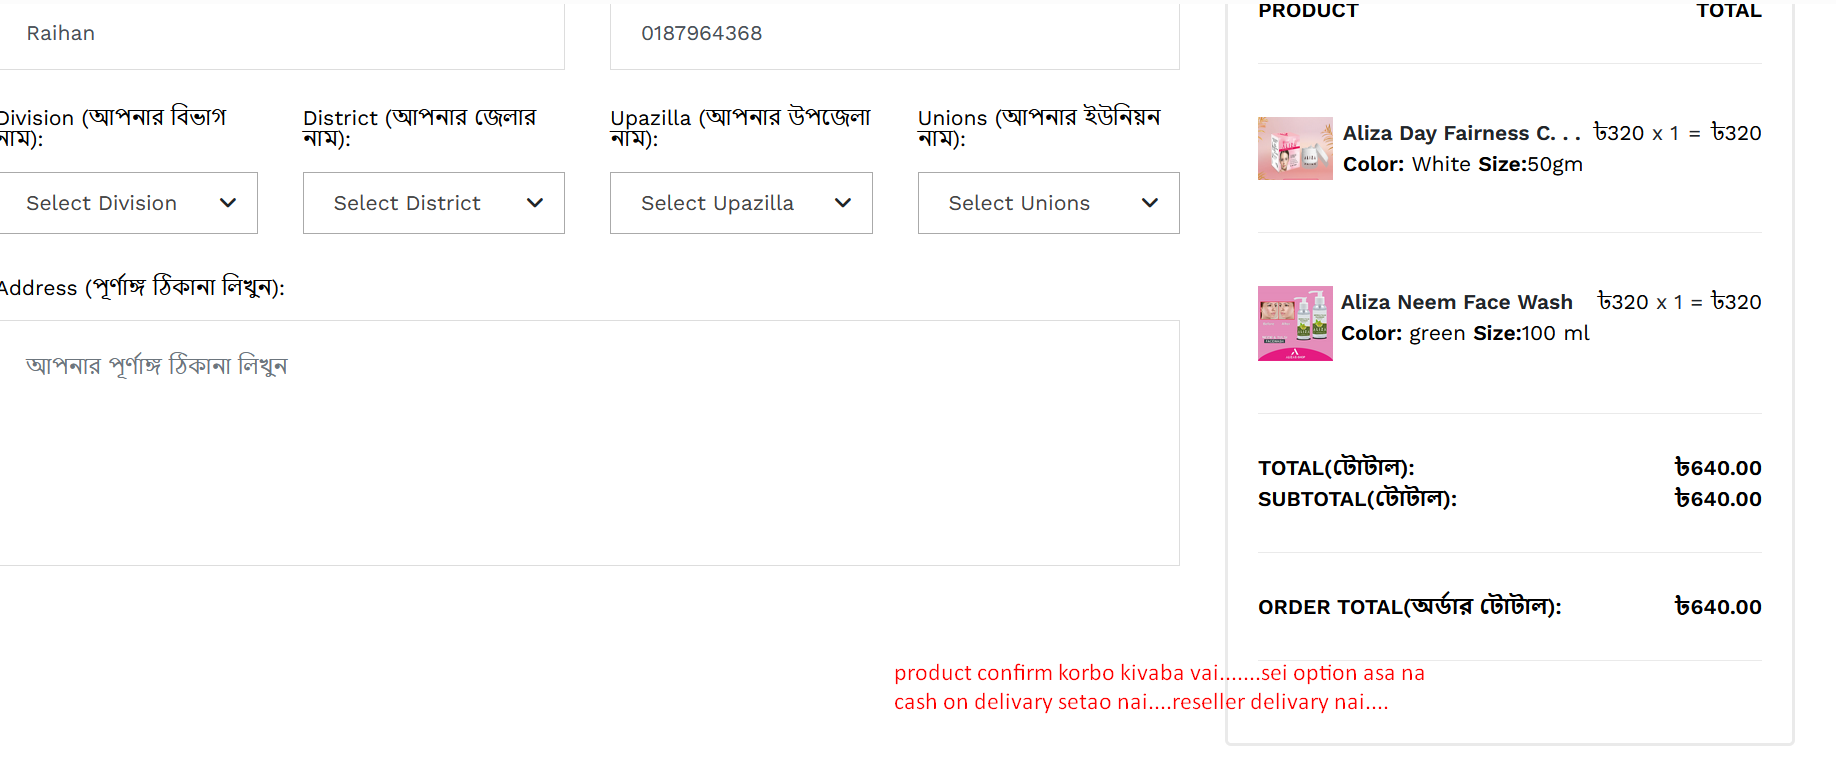 PRODUCT TOTAL
Raihan 0187964368
Division (আপনার বিভাগ নাম):
District (আপনার জেলার নাম):
Upazilla (আপনার উপজেলা নাম):
Unions (আপনার ইউনিয়ন নাম):
Select Division
Select District
Select Upazilla
Select Unions
Address (পূর্ণাঙ্গ ঠিকানা লিখুন):
আপনার পূর্ণাঙ্গ ঠিকানা লিখুন
Aliza Day Fairness C. . . ৳320 x 1 = ৳320
Color: White Size:50gm
Aliza Neem Face Wash ৳320 x 1 = ৳320
Color: green Size:100 ml
TOTAL(টোটাল): ৳640.00
SUBTOTAL(টোটাল): ৳640.00
ORDER TOTAL(অর্ডার টোটাল): ৳640.00
product confirm korbo kivaba vai.......sei option asa na
cash on delivary setao nai....reseller delivary nai....